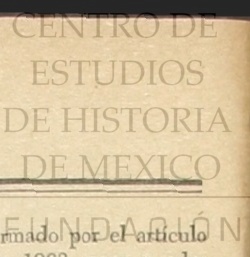 CENTRO DE
ESTUDIOS
DE HISTORIA
DE MEXICO
FUNDACIÓN
rmado por el artículo